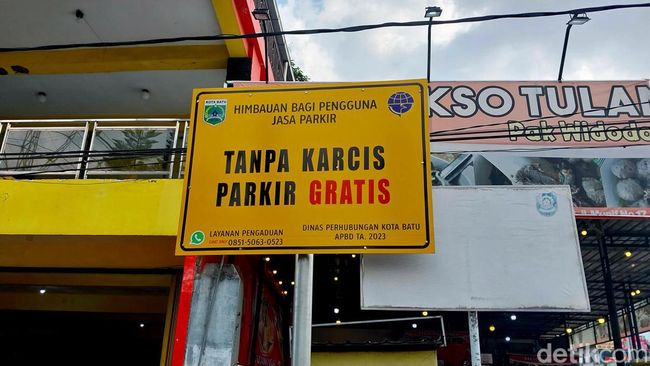 KOTA BATU
HIMBAUAN BAGI PENGGUNA
JASA PARKIR
TANPA KARCIS
PARKIR GRATIS
LAYANAN PENGADUAN
0851-5063-0523
DINAS PERHUBUNGAN KOTA BATU
APBD TA. 2023
KSO TULAN
Pak Widodo
detikcom